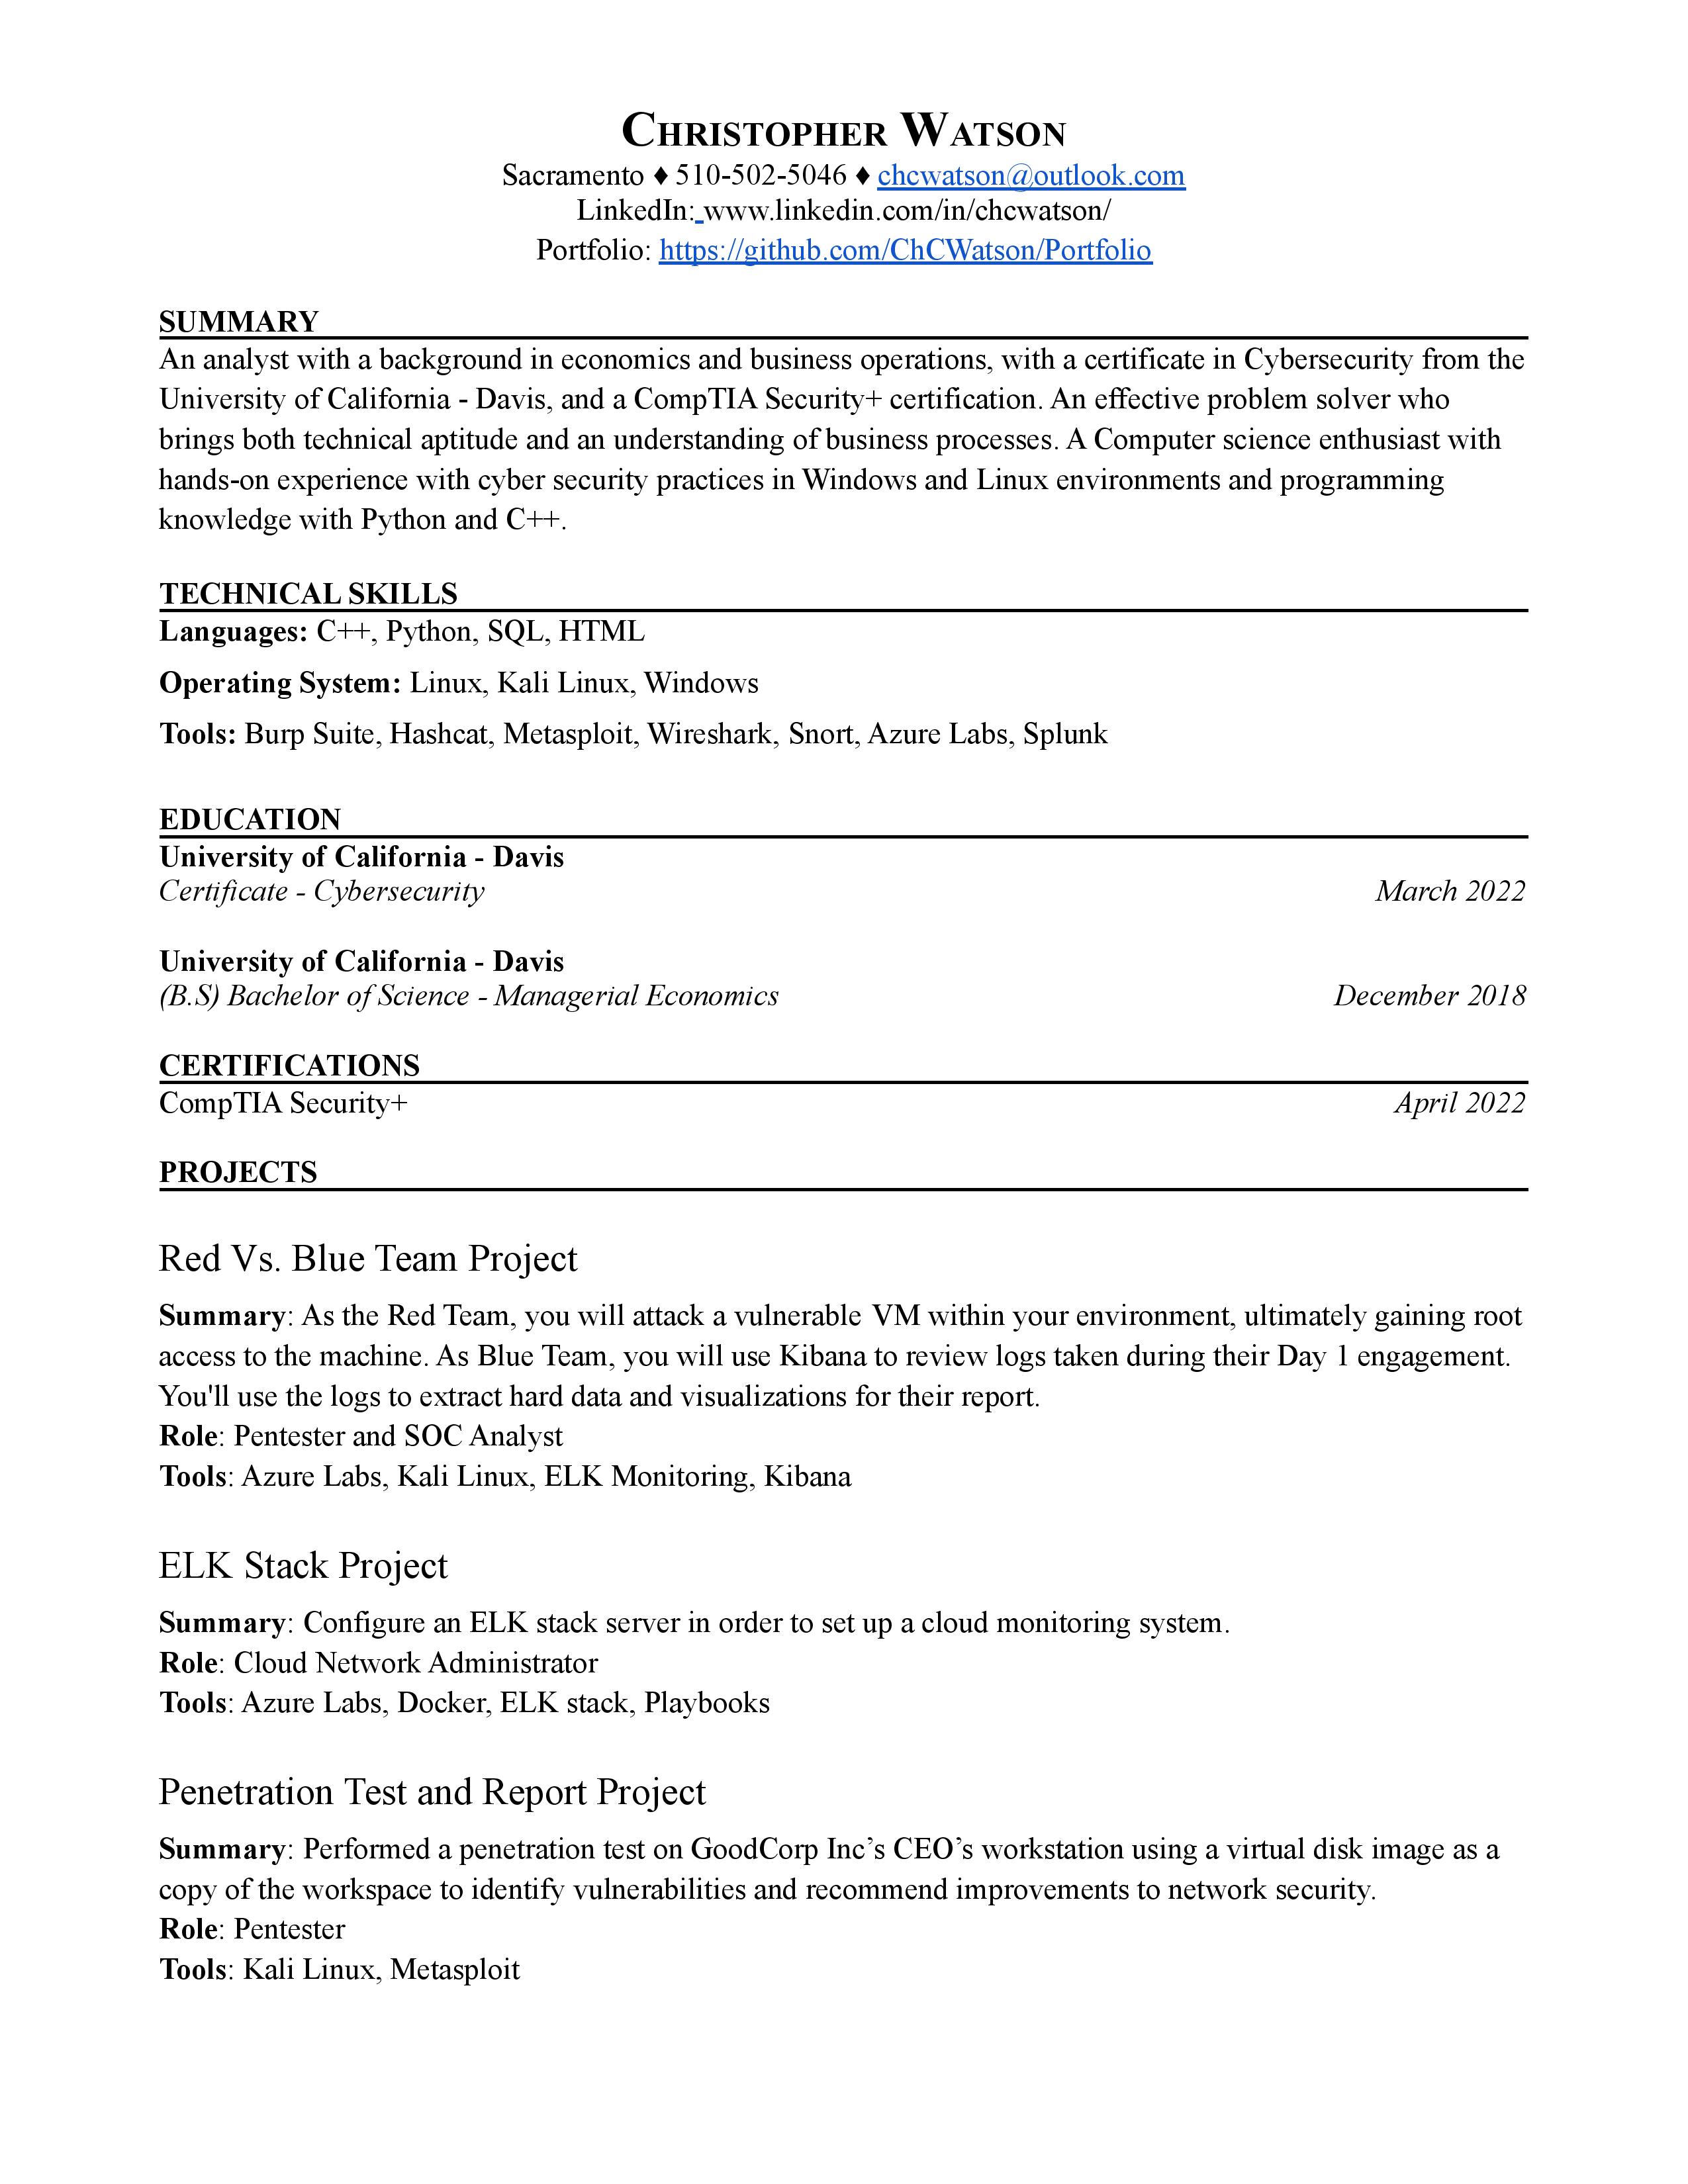 Christopher Watson
Sacramento ♦ 510-502-5046 ♦ chcwatson@outlook.com
LinkedIn: www.linkedin.com/in/chcwatson/
Portfolio: https://github.com/ChCWatson/Portfolio
SUMMARY
An analyst with a background in economics and business operations, with a certificate in Cybersecurity from the
University of California - Davis, and a CompTIA Security+ certification. An effective problem solver who
brings both technical aptitude and an understanding of business processes. A Computer science enthusiast with
hands-on experience with cyber security practices in Windows and Linux environments and programming
knowledge with Python and C++.
TECHNICAL SKILLS
Languages: C++, Python, SQL, HTML
Operating System: Linux, Kali Linux, Windows
Tools: Burp Suite, Hashcat, Metasploit, Wireshark, Snort, Azure Labs, Splunk
EDUCATION
University of California - Davis
Certificate - Cybersecurity March 2022
University of California - Davis
(B.S) Bachelor of Science - Managerial Economics December 2018
CERTIFICATIONS
CompTIA Security+ April 2022
PROJECTS
Red Vs. Blue Team Project
Summary: As the Red Team, you will attack a vulnerable VM within your environment, ultimately gaining root
access to the machine. As Blue Team, you will use Kibana to review logs taken during their Day 1 engagement.
You'll use the logs to extract hard data and visualizations for their report.
Role: Pentester and SOC Analyst
Tools: Azure Labs, Kali Linux, ELK Monitoring, Kibana
ELK Stack Project
Summary: Configure an ELK stack server in order to set up a cloud monitoring system.
Role: Cloud Network Administrator
Tools: Azure Labs, Docker, ELK stack, Playbooks
Penetration Test and Report Project
Summary: Performed a penetration test on GoodCorp Inc’s CEO’s workstation using a virtual disk image as a
copy of the workspace to identify vulnerabilities and recommend improvements to network security.
Role: Pentester
Tools: Kali Linux, Metasploit